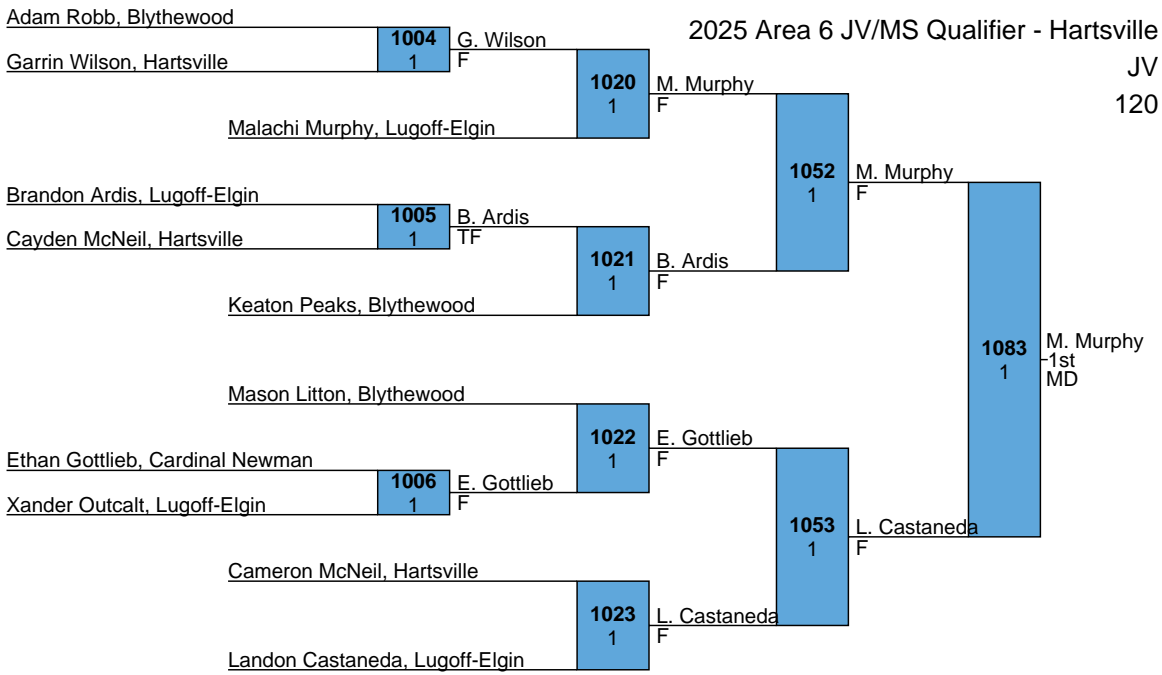 2025 Area 6 JV/MS Qualifier - Hartsville
JV
120
Adam Robb, Blythewood
1004
1
G. Wilson
F
Garrin Wilson, Hartsville
1020
1
M. Murphy
F
Malachi Murphy, Lugoff-Elgin
1052
1
M. Murphy
F
Brandon Ardis, Lugoff-Elgin
1005
1
B. Ardis
TF
Cayden McNeil, Hartsville
1021
1
B. Ardis
F
Keaton Peaks, Blythewood
1083
1
M. Murphy
1st
MD
Mason Litton, Blythewood
1022
1
E. Gottlieb
F
Ethan Gottlieb, Cardinal Newman
1006
1
E. Gottlieb
F
Xander Outcalt, Lugoff-Elgin
1053
1
L. Castaneda
F
Cameron McNeil, Hartsville
1023
1
L. Castaneda
F
Landon Castaneda, Lugoff-Elgin